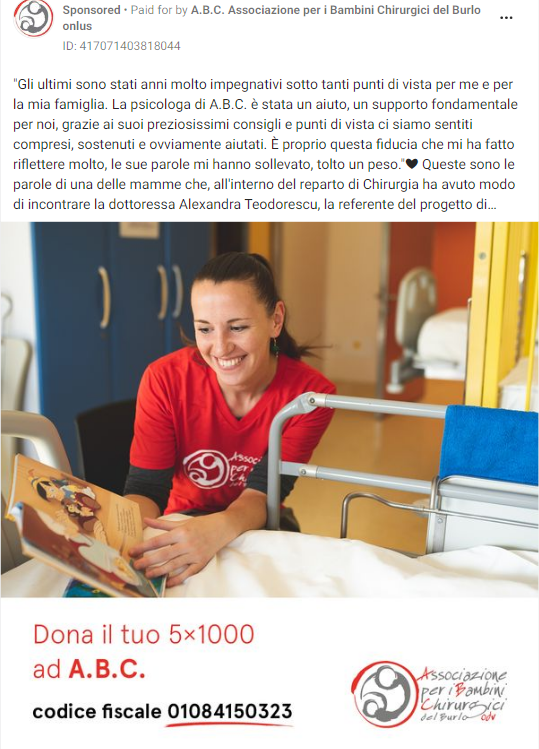 Sponsored • Paid for by A.B.C. Associazione per i Bambini Chirurgici del Burlo
onlus
ID: 417071403818044
"Gli ultimi sono stati anni molto impegnativi sotto tanti punti di vista per me e per
la mia famiglia. La psicologa di A.B.C. è stata un aiuto, un supporto fondamentale
per noi, grazie ai suoi preziosissimi consigli e punti di vista ci siamo sentiti
compresi, sostenuti e ovviamente aiutati. È proprio questa fiducia che mi ha fatto
riflettere molto, le sue parole mi hanno sollevato, tolto un peso."🖤 Queste sono le
parole di una delle mamme che, all'interno del reparto di Chirurgia ha avuto modo
di incontrare la dottoressa Alexandra Teodorescu, la referente del progetto di...
Associ
per i B
Chir
del Burl
Dona il tuo 5×1000
ad A.B.C.
codice fiscale 01084150323
Associazione
per i Bambini
Chirurgici
del Burlo odv